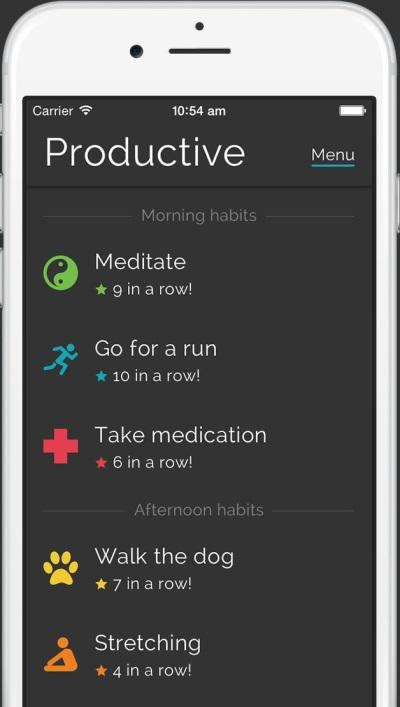 Carrier 10:54 am
Productive
Menu
Morning habits
Meditate
9 in a row!
Go for a run
10 in a row!
Take medication
6 in a row!
Afternoon habits
Walk the dog
7 in a row!
Stretching
4 in a row!